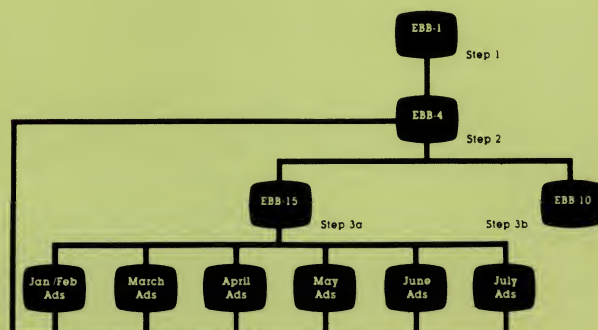 EBB-1
Step 1
EBB-4
Step 2
EBB-15
EBB 10
Step 3a
Step 3b
Jan/Feb
Ads
March
Ads
April
Ads
May
Ads
June
Ads
July
Ads